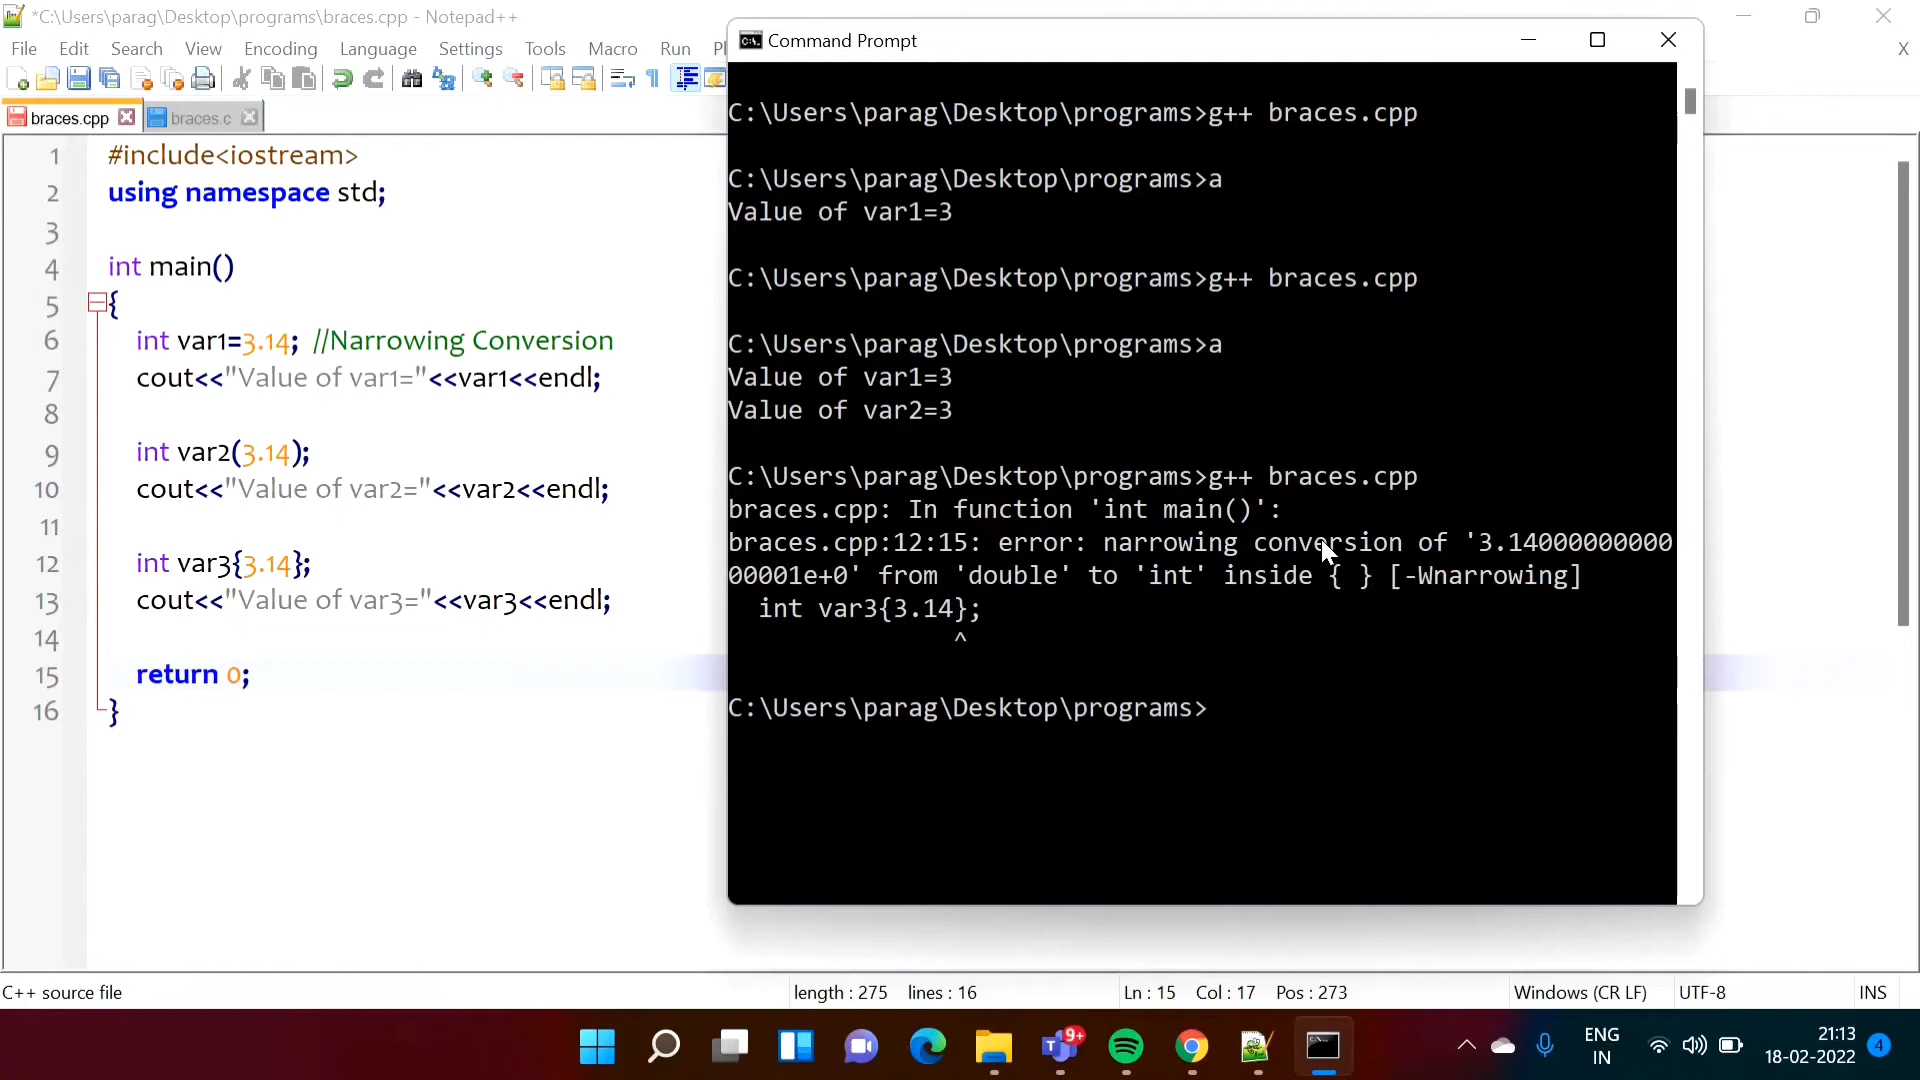 *C:\Users\parag\Desktop\programs\braces.cpp - Notepad++
File Edit Search View Encoding Language Settings Tools Macro Run Pl
X
braces.cpp braces.c
1 #include<iostream>
2 using namespace std;
3
4 int main()
5 {
6 int var1=3.14; //Narrowing Conversion
7 cout<<"Value of var1="<<var1<<endl;
8
9 int var2(3.14);
10 cout<<"Value of var2="<<var2<<endl;
11
12 int var3{3.14};
13 cout<<"Value of var3="<<var3<<endl;
14
15 return 0;
16 }
Command Prompt
C:\Users\parag\Desktop\programs>g++ braces.cpp
C:\Users\parag\Desktop\programs>a
Value of var1=3
C:\Users\parag\Desktop\programs>g++ braces.cpp
C:\Users\parag\Desktop\programs>a
Value of var1=3
Value of var2=3
C:\Users\parag\Desktop\programs>g++ braces.cpp
braces.cpp: In function 'int main()':
braces.cpp:12:15: error: narrowing conversion of '3.14000000000
00001e+0' from 'double' to 'int' inside { } [-Wnarrowing]
int var3{3.14};
^
C:\Users\parag\Desktop\programs>
C++ source file length : 275 lines : 16 Ln : 15 Col : 17 Pos : 273 Windows (CR LF) UTF-8 INS
9+
ENG
IN
21:13
18-02-2022
4